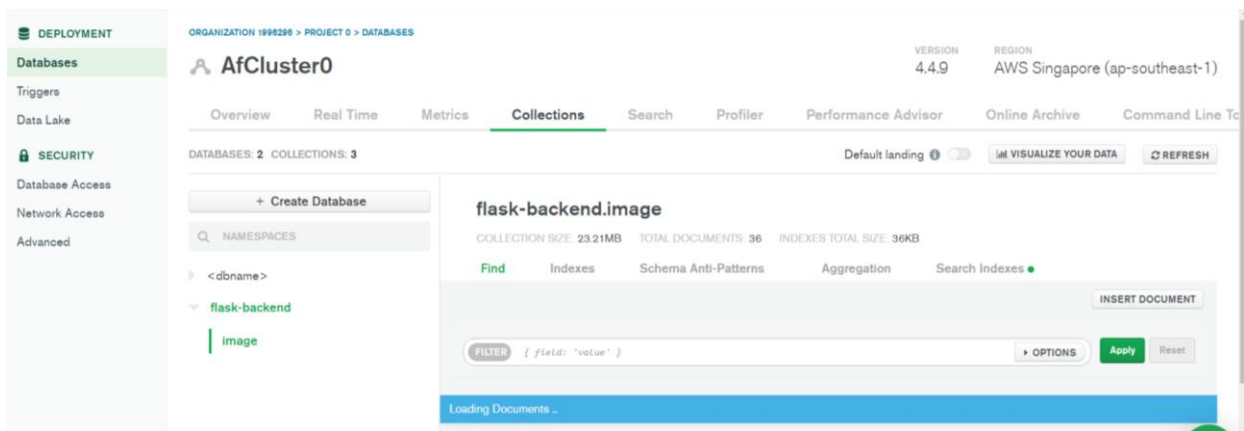 DEPLOYMENT
Databases
Triggers
Data Lake
SECURITY
Database Access
Network Access
Advanced
ORGANIZATION 1996296 > PROJECT 0 > DATABASES
AfCluster0
VERSION
4.4.9
REGION
AWS Singapore (ap-southeast-1)
Overview Real Time Metrics Collections Search Profiler Performance Advisor Online Archive Command Line To
DATABASES: 2 COLLECTIONS: 3
Default landing VISUALIZE YOUR DATA REFRESH
+ Create Database
NAMESPACES
<dbname>
flask-backend
image
flask-backend.image
COLLECTION SIZE: 23.21MB TOTAL DOCUMENTS: 36 INDEXES TOTAL SIZE: 36KB
Find Indexes Schema Anti-Patterns Aggregation Search Indexes
INSERT DOCUMENT
FILTER { field: 'value' } OPTIONS Apply Reset
Loading Documents ..